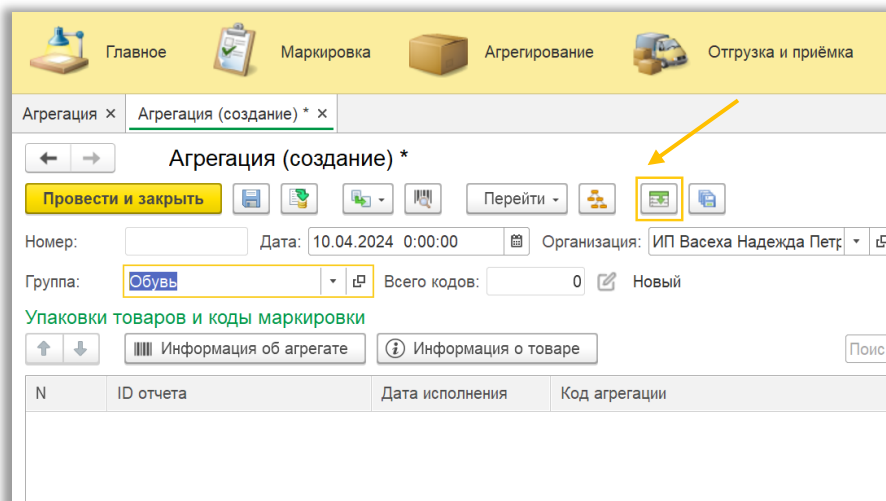 Главное Маркировка Агрегирование Отгрузка и приёмка
Агрегация × Агрегация (создание) * ×
Агрегация (создание) *
Провести и закрыть Перейти
Номер: Дата: 10.04.2024 0:00:00 Организация: ИП Васеха Надежда Петр
Группа: Обувь Всего кодов: 0 Новый
Упаковки товаров и коды маркировки
Информация об агрегате Информация о товаре Поис
N ID отчета Дата исполнения Код агрегации